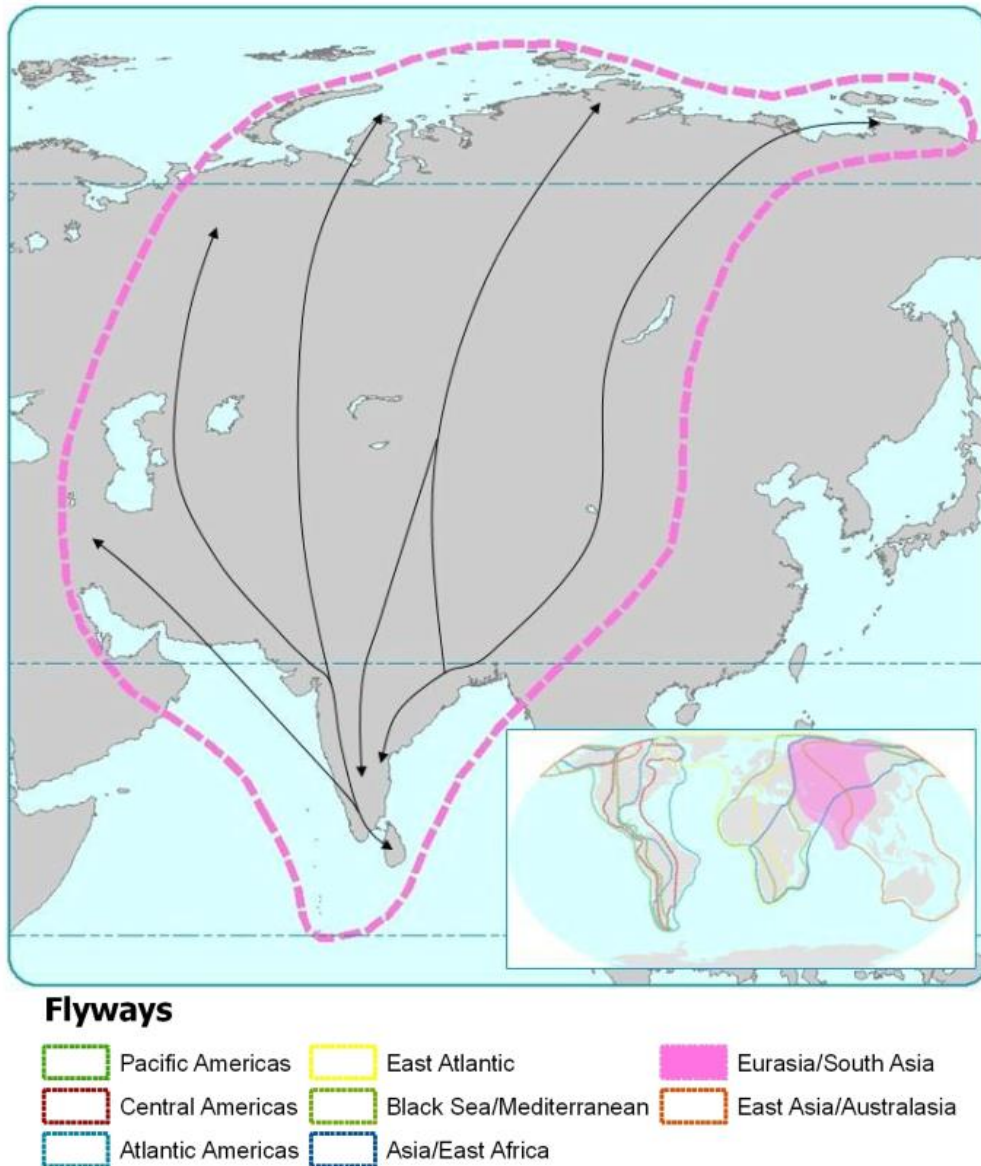 Flyways
Pacific Americas
East Atlantic
Eurasia/South Asia
Central Americas
Black Sea/Mediterranean
East Asia/Australasia
Atlantic Americas
Asia/East Africa